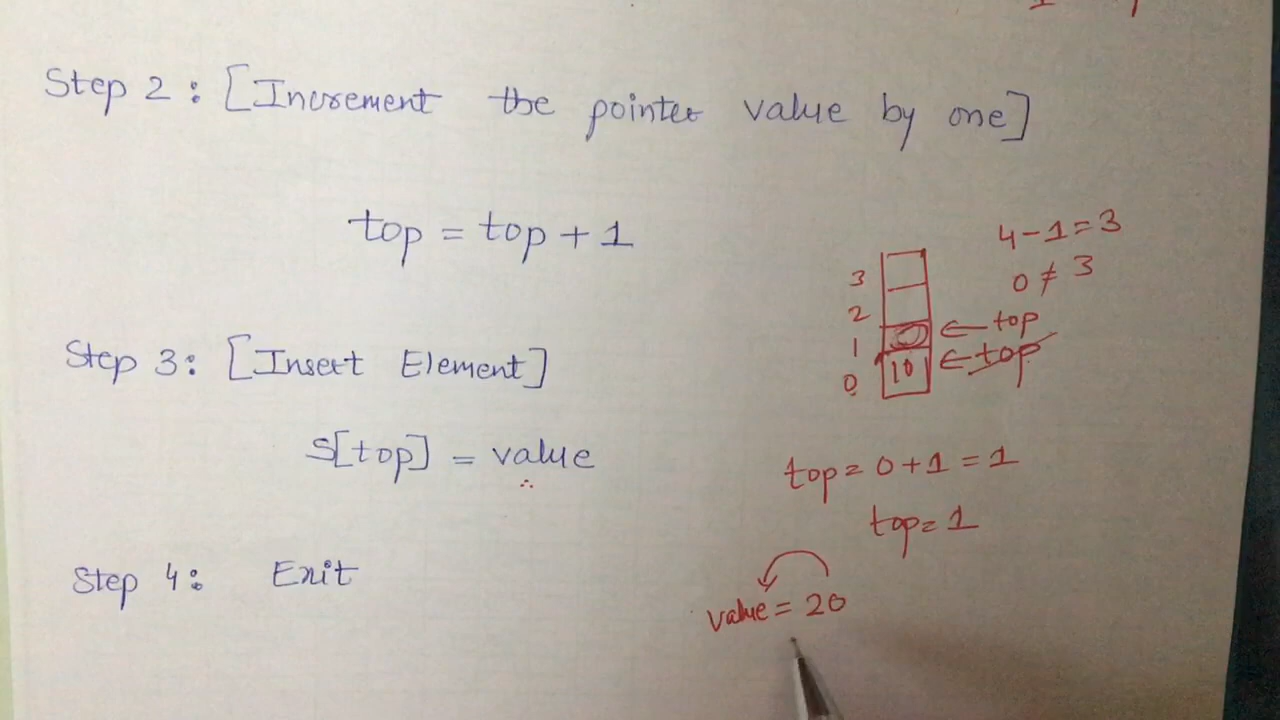 Step 2: [Increment the pointer value by one]
top = top + 1
4 - 1 = 3
0 ≠ 3
3
2
← top
1
← top
0 10
Step 3: [Insert Element]
S[top] = value
top = 0 + 1 = 1
top = 1
Step 4: Exit
value = 20